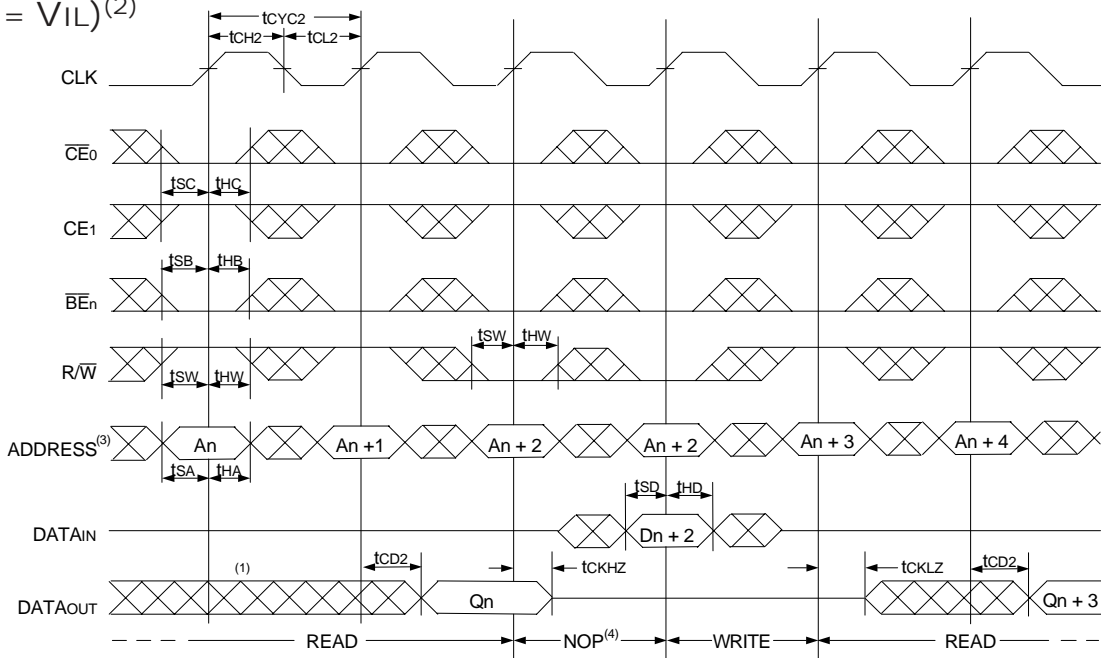 = VIL)(2)
tCYC2
tCH2 tCL2
CLK
CE0
tSC tHC
CE1
tSB tHB
BEn
tSW tHW
R/W
tSW tHW
ADDRESS(3) An An +1 An + 2 An + 2 An + 3 An + 4
tSA tHA
tSD tHD
DATAIN Dn + 2
(1) tCD2 tCKHZ tCKLZ tCD2
DATAOUT Qn Qn + 3
READ NOP(4) WRITE READ